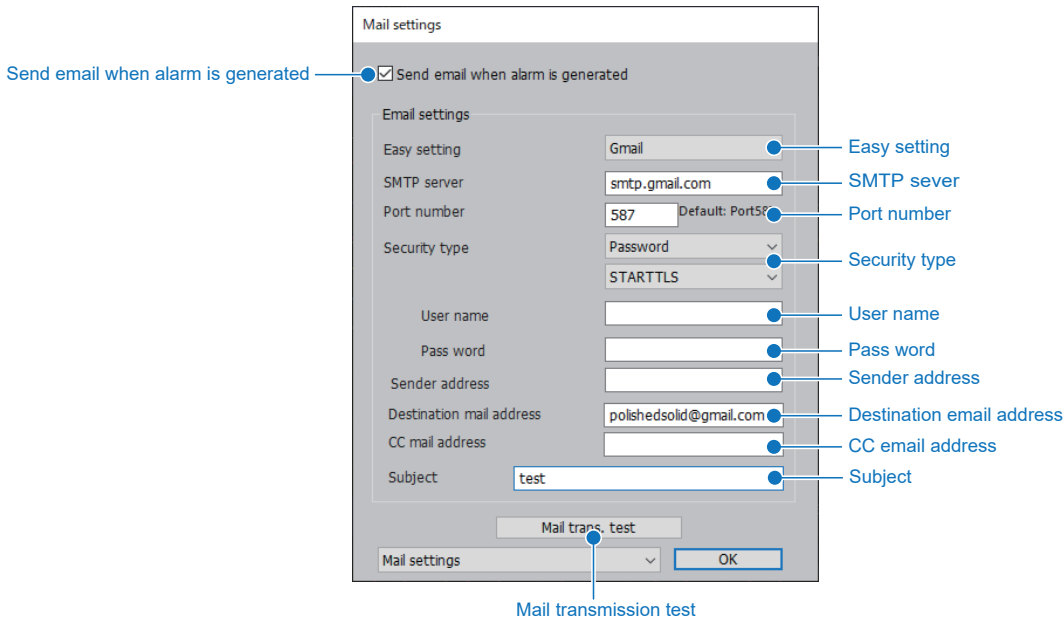 Mail settings
Send email when alarm is generated
Send email when alarm is generated
Email settings
Easy setting
Gmail
Easy setting
SMTP server
smtp.gmail.com
SMTP sever
Port number
587
Default: Port58
Port number
Security type
Password
STARTTLS
Security type
User name
User name
Pass word
Pass word
Sender address
Sender address
Destination mail address
polishedsolid@gmail.com
Destination email address
CC mail address
CC email address
Subject
test
Subject
Mail trans. test
Mail settings
OK
Mail transmission test